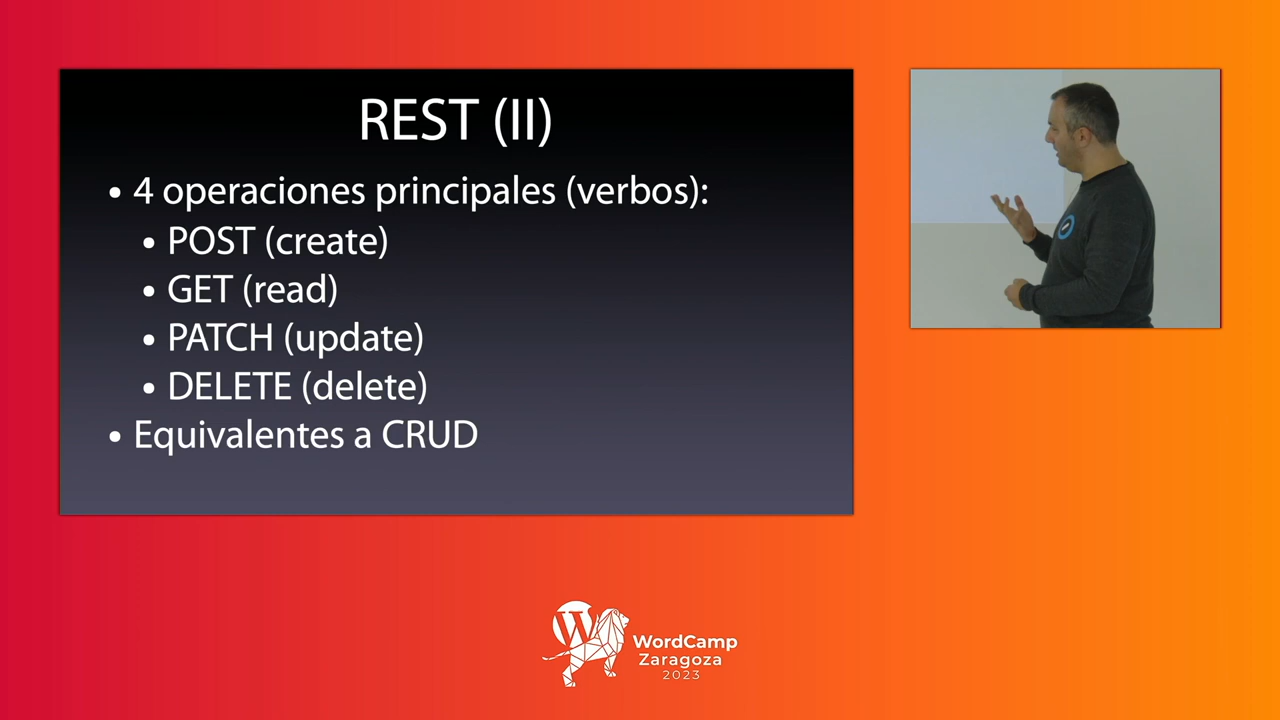 REST (II)
• 4 operaciones principales (verbos):
• POST (create)
• GET (read)
• PATCH (update)
• DELETE (delete)
• Equivalentes a CRUD
WordCamp
Zaragoza
2023